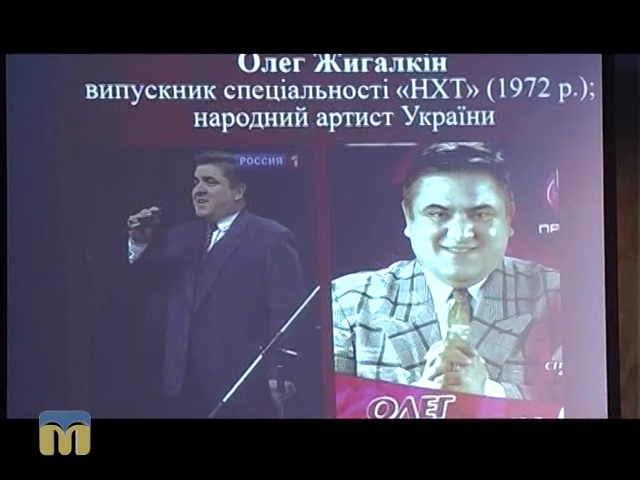 Олег Жигалкін
випускник спеціальності «НХТ» (1972 р.);
народний артист України
РОССИЯ 1
ОЛЕГ